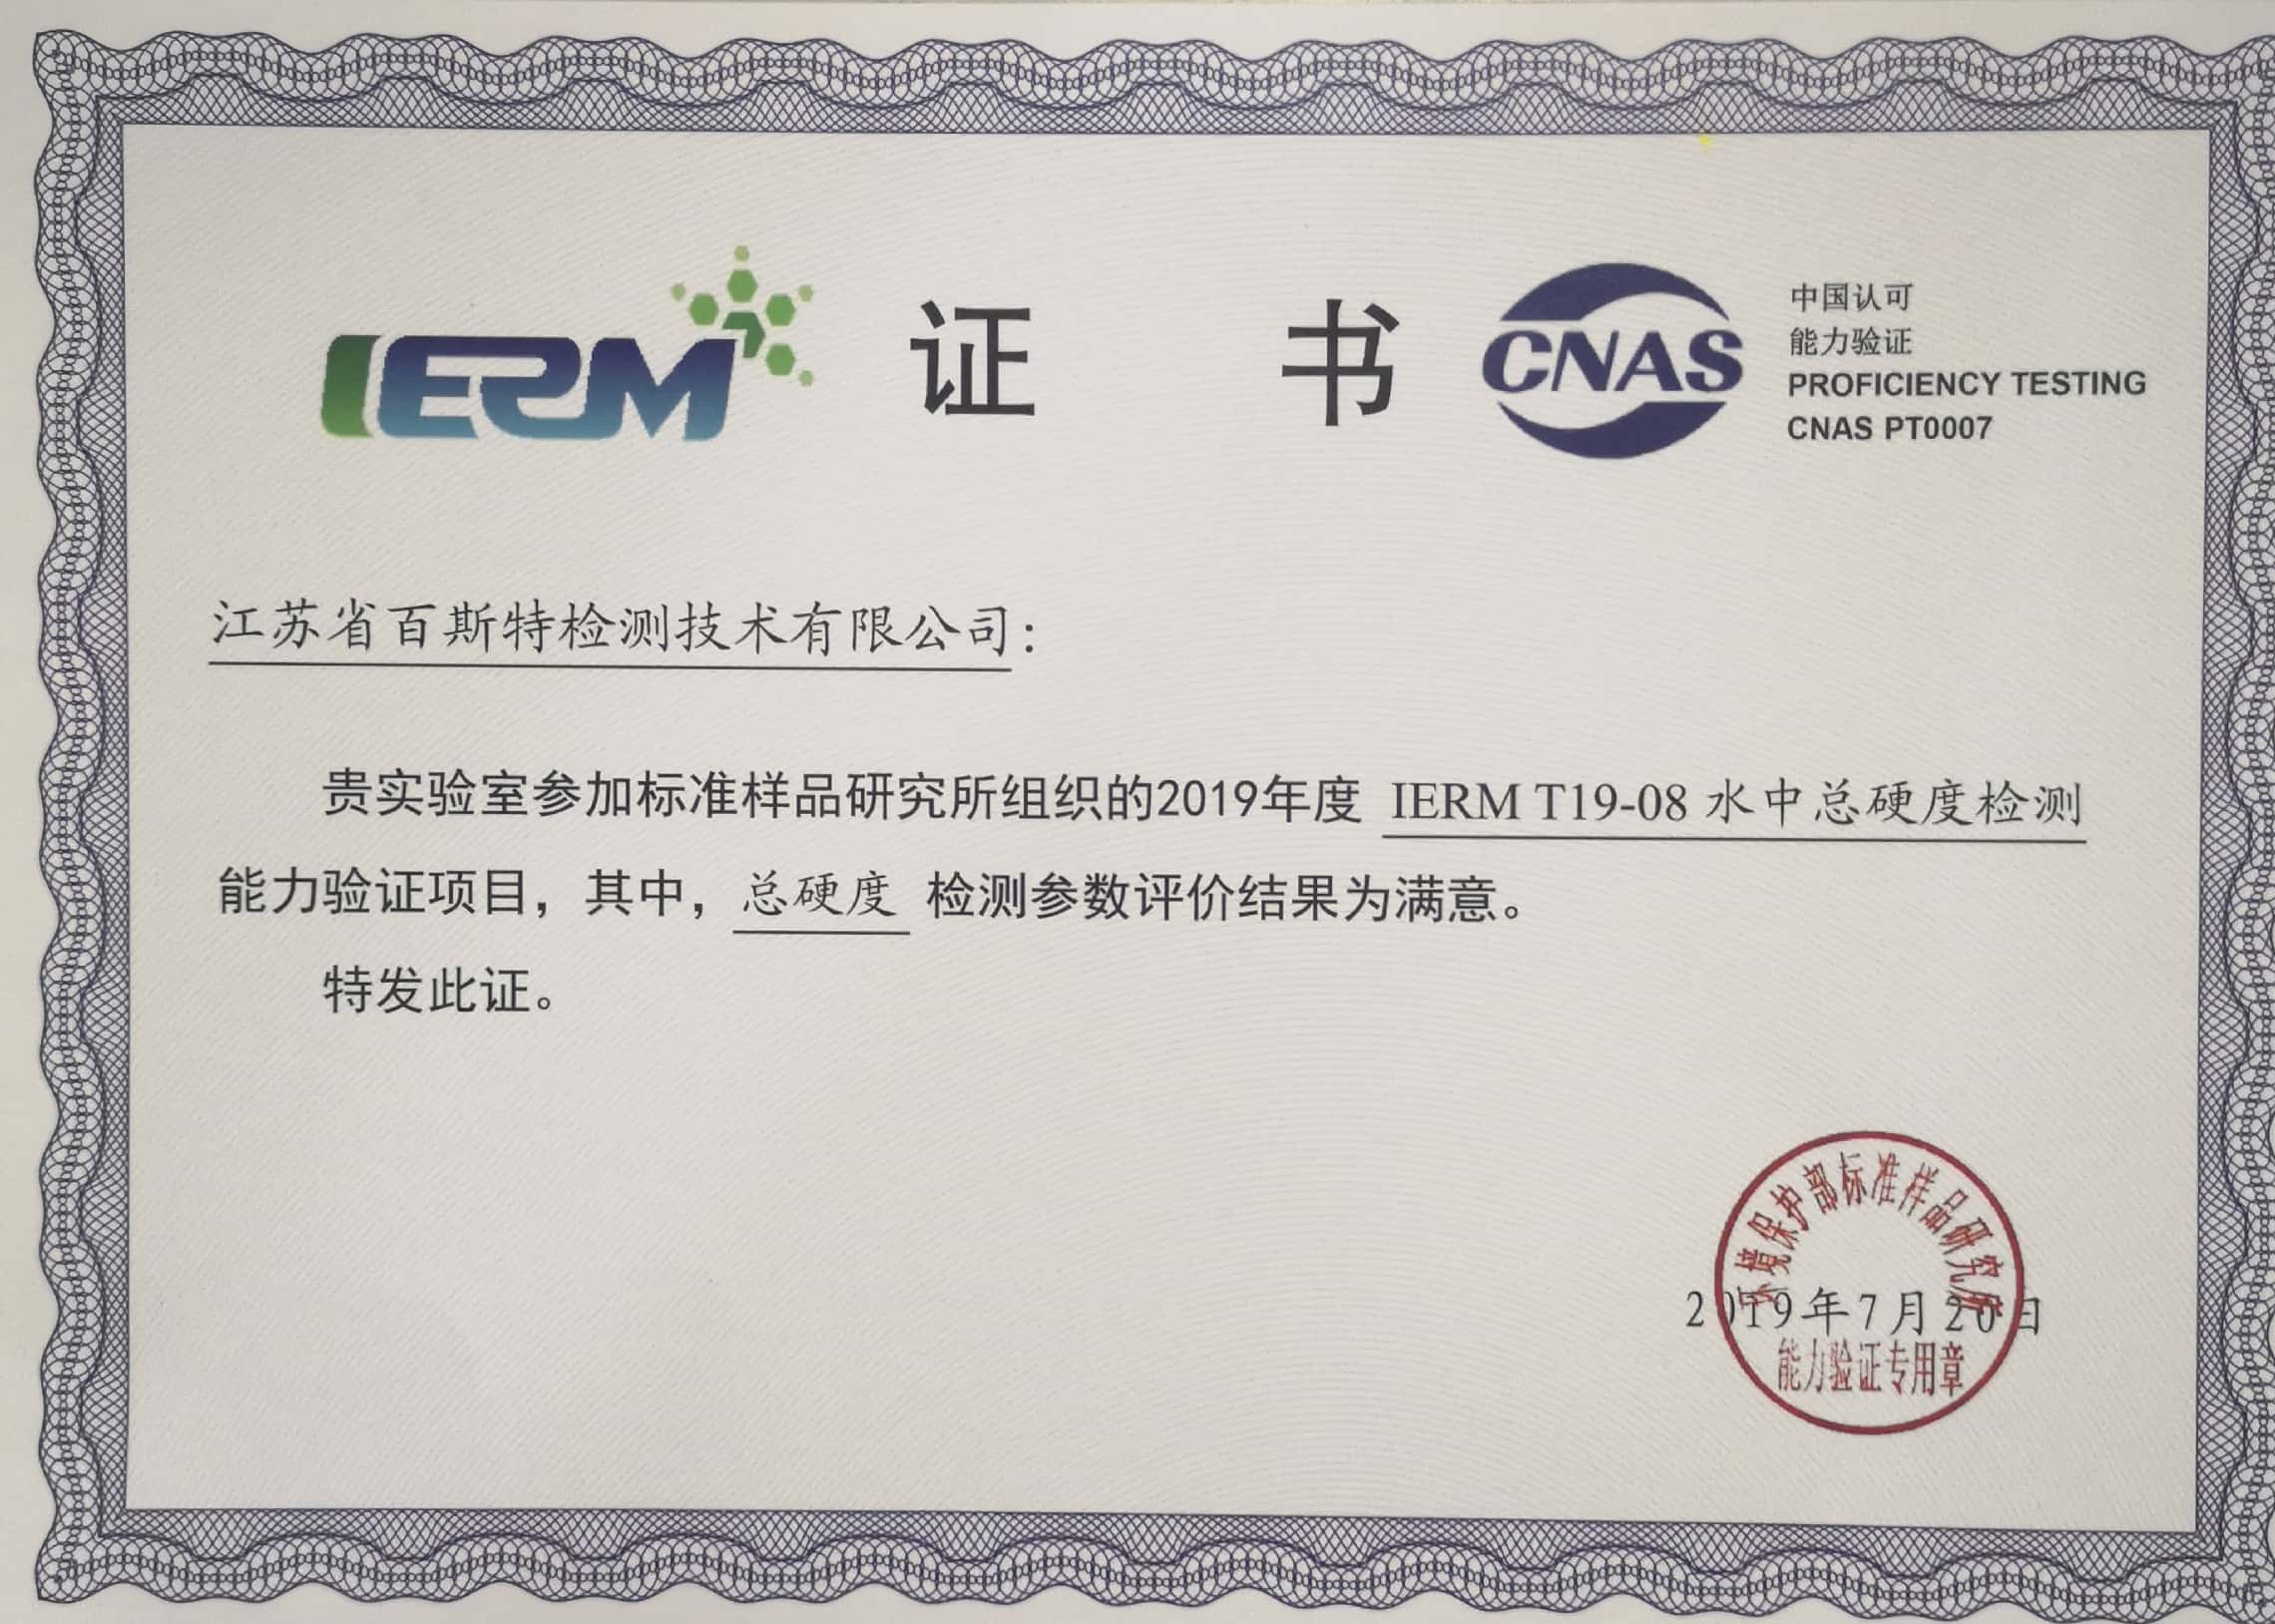 IERM
证 书
CNAS
中国认可
能力验证
PROFICIENCY TESTING
CNAS PT0007
江苏省百斯特检测技术有限公司：
贵实验室参加标准样品研究所组织的2019年度 IERM T19-08 水中总硬度检测
能力验证项目，其中，总硬度 检测参数评价结果为满意。
特发此证。
环境保护部标准样品研究所
2019年7月20日
能力验证专用章